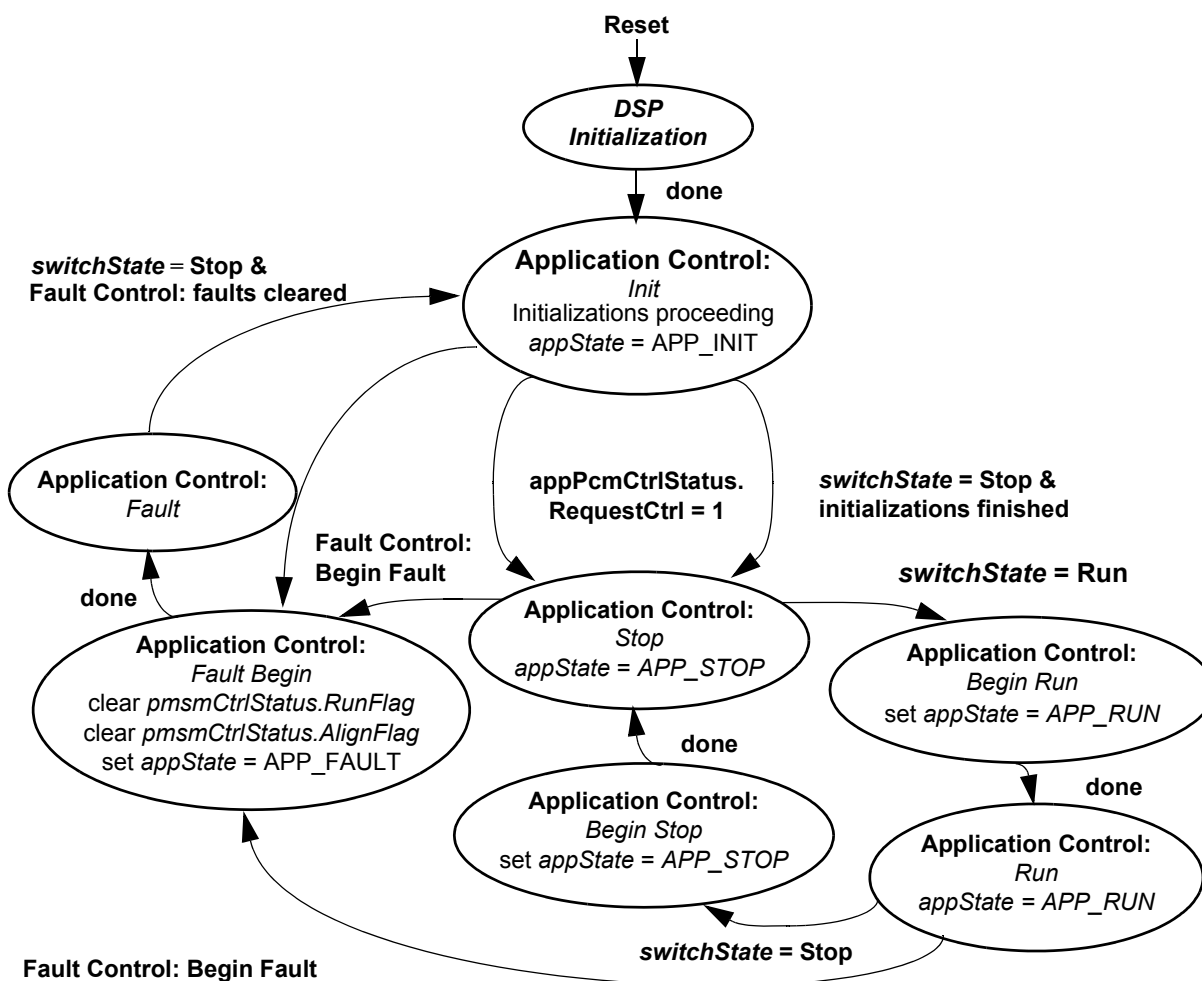 Reset
DSP
Initialization
done
Application Control:
Init
Initializations proceeding
appState = APP_INIT
switchState = Stop &
Fault Control: faults cleared
Application Control:
Fault
appPcmCtrlStatus.
RequestCtrl = 1
switchState = Stop &
initializations finished
Fault Control:
Begin Fault
switchState = Run
done
Application Control:
Stop
appState = APP_STOP
Application Control:
Fault Begin
clear pmsmCtrlStatus.RunFlag
clear pmsmCtrlStatus.AlignFlag
set appState = APP_FAULT
Application Control:
Begin Run
set appState = APP_RUN
done
done
Application Control:
Begin Stop
set appState = APP_STOP
Application Control:
Run
appState = APP_RUN
switchState = Stop
Fault Control: Begin Fault